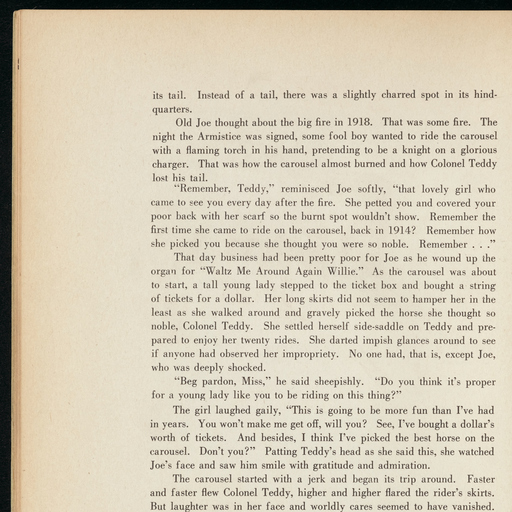 its tail. Instead of a tail, there was a slightly charred spot in its hind-
quarters.
Old Joe thought about the big fire in 1918. That was some fire. The
night the Armistice was signed, some fool boy wanted to ride the carousel
with a flaming torch in his hand, pretending to be a knight on a glorious
charger. That was how the carousel almost burned and how Colonel Teddy
lost his tail.
"Remember, Teddy," reminisced Joe softly, "that lovely girl who
came to see you every day after the fire. She petted you and covered your
poor back with her scarf so the burnt spot wouldn't show. Remember the
first time she came to ride on the carousel, back in 1914? Remember how
she picked you because she thought you were so noble. Remember . . ."
That day business had been pretty poor for Joe as he wound up the
organ for "Waltz Me Around Again Willie." As the carousel was about
to start, a tall young lady stepped to the ticket box and bought a string
of tickets for a dollar. Her long skirts did not seem to hamper her in the
least as she walked around and gravely picked the horse she thought so
noble, Colonel Teddy. She settled herself side-saddle on Teddy and pre-
pared to enjoy her twenty rides. She darted impish glances around to see
if anyone had observed her impropriety. No one had, that is, except Joe,
who was deeply shocked.
"Beg pardon, Miss," he said sheepishly. "Do you think it's proper
for a young lady like you to be riding on this thing?"
The girl laughed gaily, "This is going to be more fun than I've had
in years. You won't make me get off, will you? See, I've bought a dollar's
worth of tickets. And besides, I think I've picked the best horse on the
carousel. Don't you?" Patting Teddy's head as she said this, she watched
Joe's face and saw him smile with gratitude and admiration.
The carousel started with a jerk and began its trip around. Faster
and faster flew Colonel Teddy, higher and higher flared the rider's skirts.
But laughter was in her face and worldly cares seemed to have vanished.